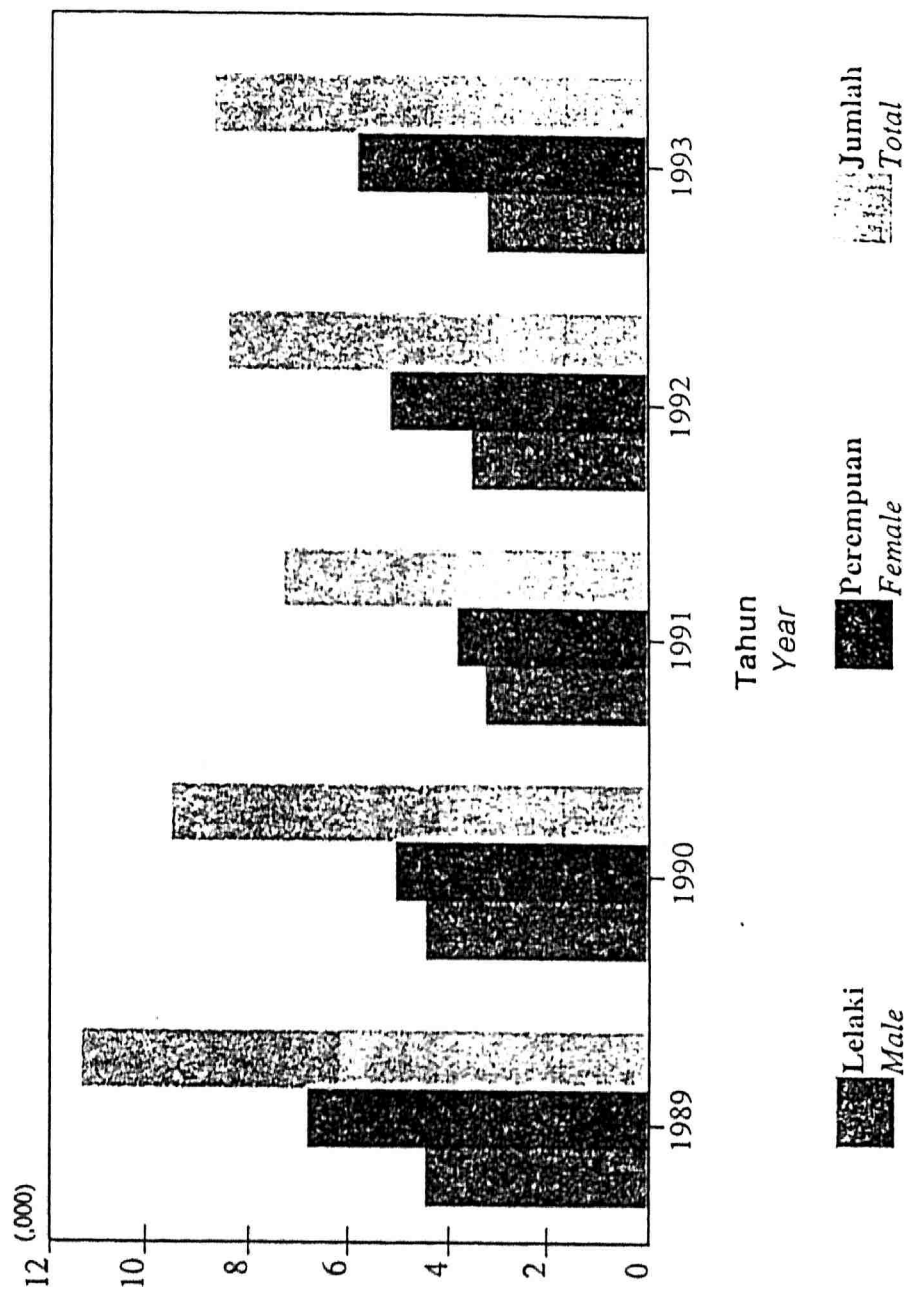 (,000)
12
10
8
6
4
2
0
1989
1990
1991
1992
1993
Tahun
Year
Lelaki
Male
Perempuan
Female
Jumlah
Total